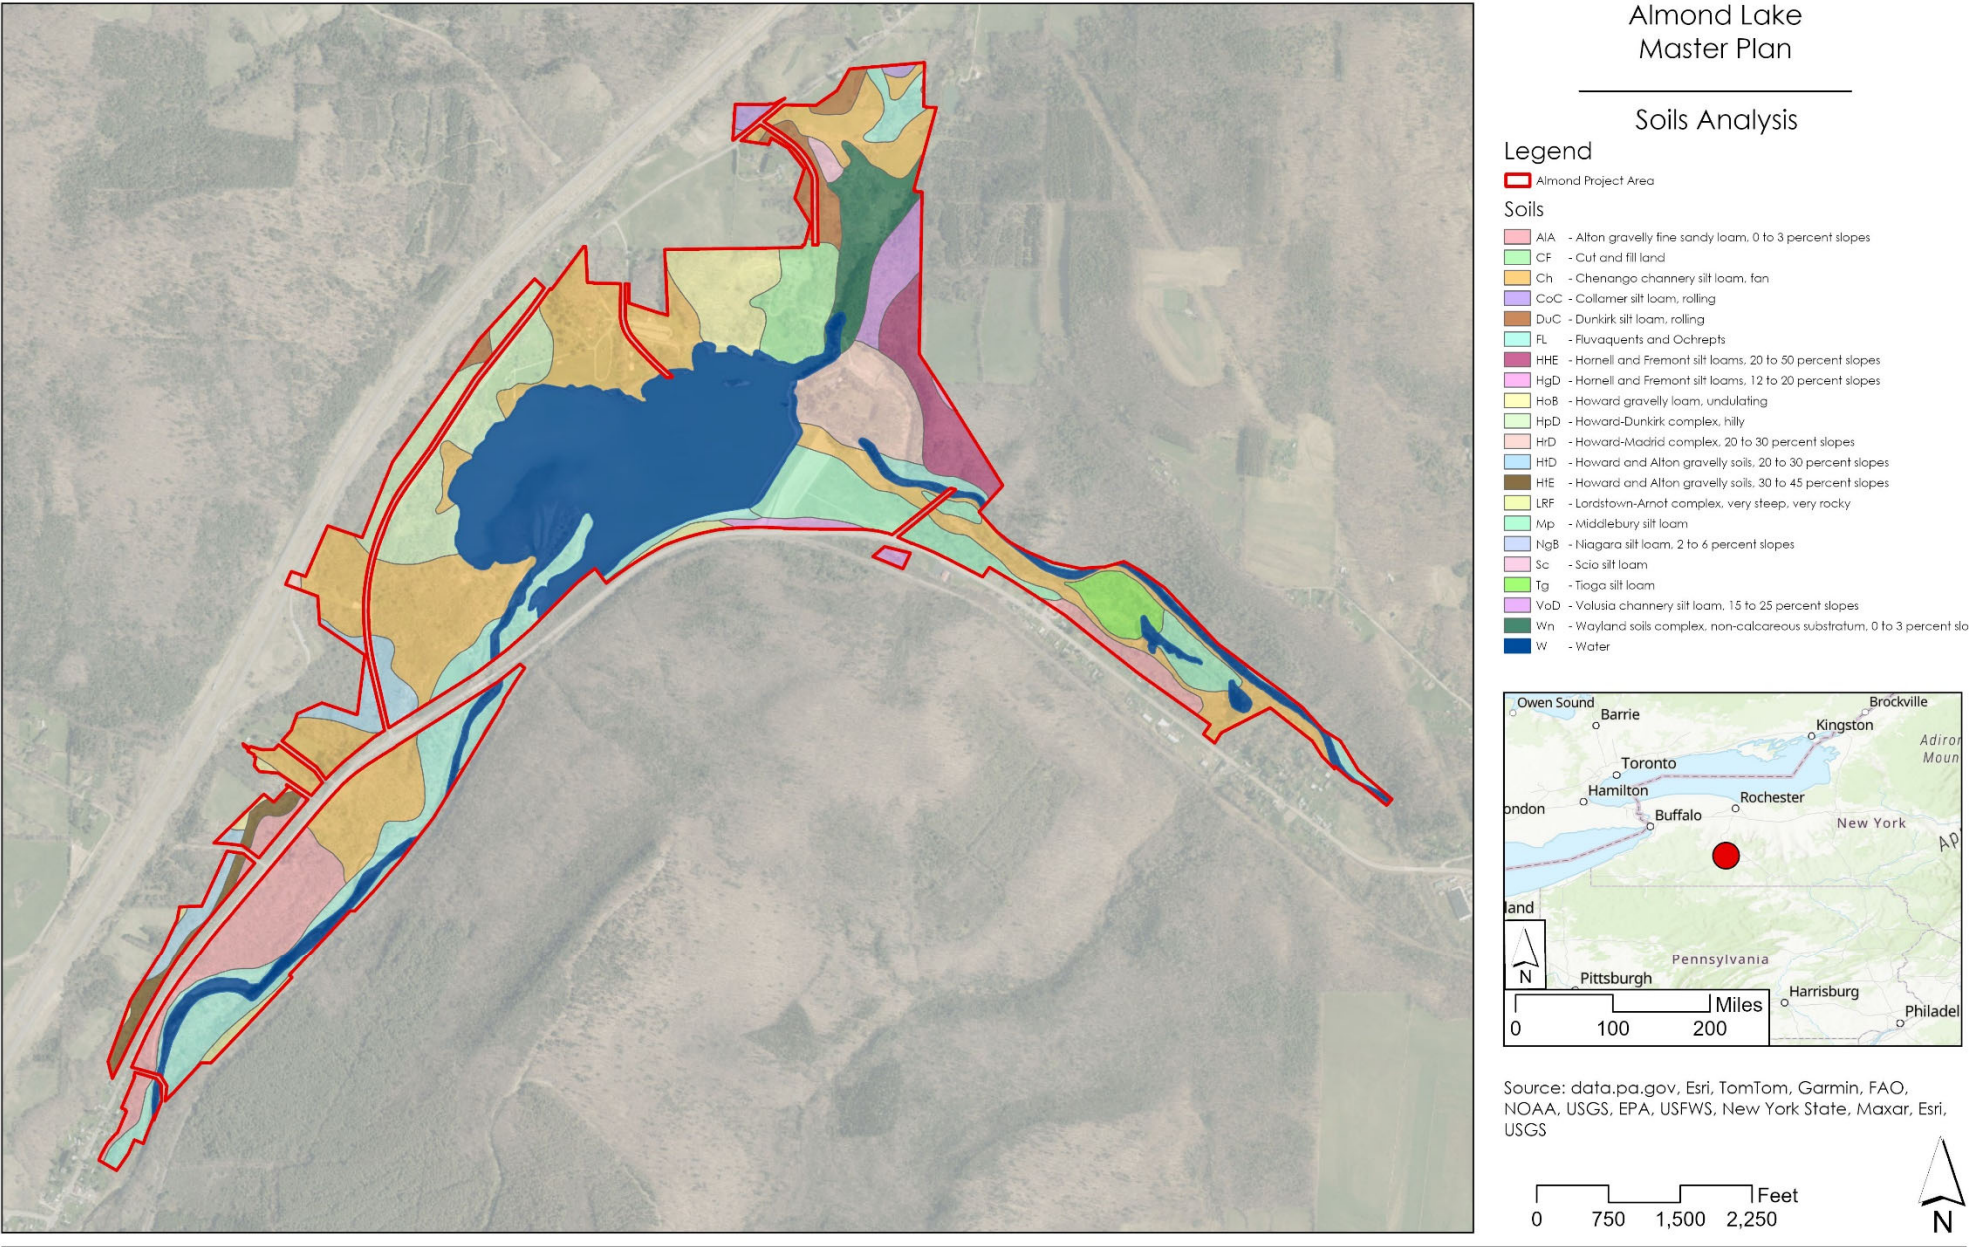 Almond Lake
Master Plan
Soils Analysis
Legend
Almond Project Area
Soils
AlA - Alton gravelly fine sandy loam, 0 to 3 percent slopes
CF - Cut and fill land
Ch - Chenango channery silt loam, fan
CoC - Collamer silt loam, rolling
DuC - Dunkirk silt loam, rolling
FL - Fluvaquents and Ochrepts
HHE - Hornell and Fremont silt loams, 20 to 50 percent slopes
HgD - Hornell and Fremont silt loams, 12 to 20 percent slopes
HoB - Howard gravelly loam, undulating
HpD - Howard-Dunkirk complex, hilly
HrD - Howard-Madrid complex, 20 to 30 percent slopes
HtD - Howard and Alton gravelly soils, 20 to 30 percent slopes
HtE - Howard and Alton gravelly soils, 30 to 45 percent slopes
LRF - Lordstown-Arnot complex, very steep, very rocky
Mp - Middlebury silt loam
NgB - Niagara silt loam, 2 to 6 percent slopes
Sc - Scio silt loam
Tg - Tioga silt loam
VoD - Volusia channery silt loam, 15 to 25 percent slopes
Wn - Wayland soils complex, non-calcareous substratum, 0 to 3 percent slo
W - Water
Owen Sound
Barrie
Brockville
Kingston
Adiron
Moun
Toronto
Hamilton
ondon
Rochester
Buffalo
New York
Ap
land
N
Pennsylvania
Pittsburgh
Harrisburg
Philadel
Miles
0 100 200
Source: data.pa.gov, Esri, TomTom, Garmin, FAO,
NOAA, USGS, EPA, USFWS, New York State, Maxar, Esri,
USGS
Feet
0 750 1,500 2,250
N